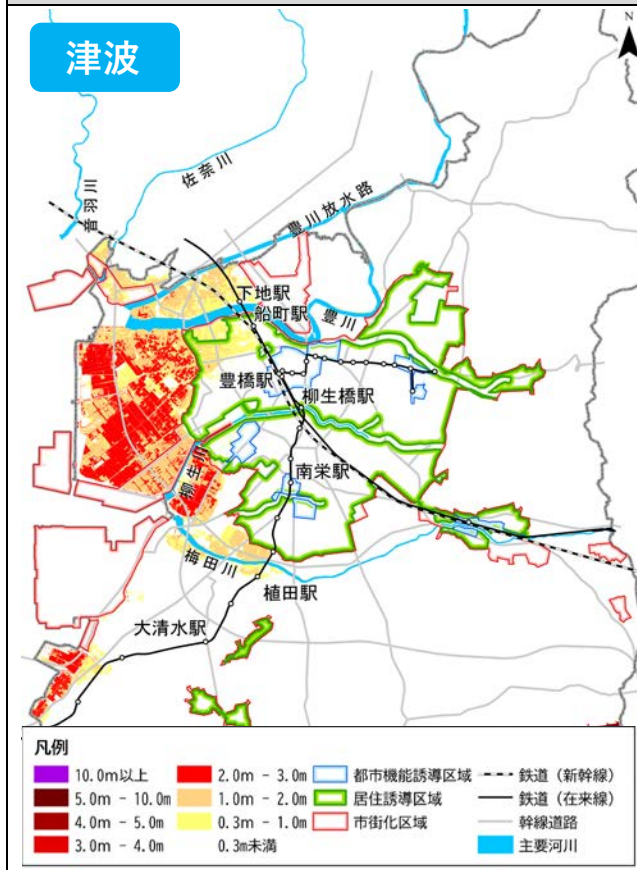 津波
N
佐奈川
音羽川
豊川放水路
下地駅
船町駅
豊川
豊橋駅
柳生橋駅
柳生川
南栄駅
梅田川
植田駅
大清水駅
凡例
10.0m以上
2.0m - 3.0m
都市機能誘導区域
鉄道（新幹線）
5.0m - 10.0m
1.0m - 2.0m
居住誘導区域
鉄道（在来線）
4.0m - 5.0m
0.3m - 1.0m
市街化区域
幹線道路
3.0m - 4.0m
0.3m未満
主要河川